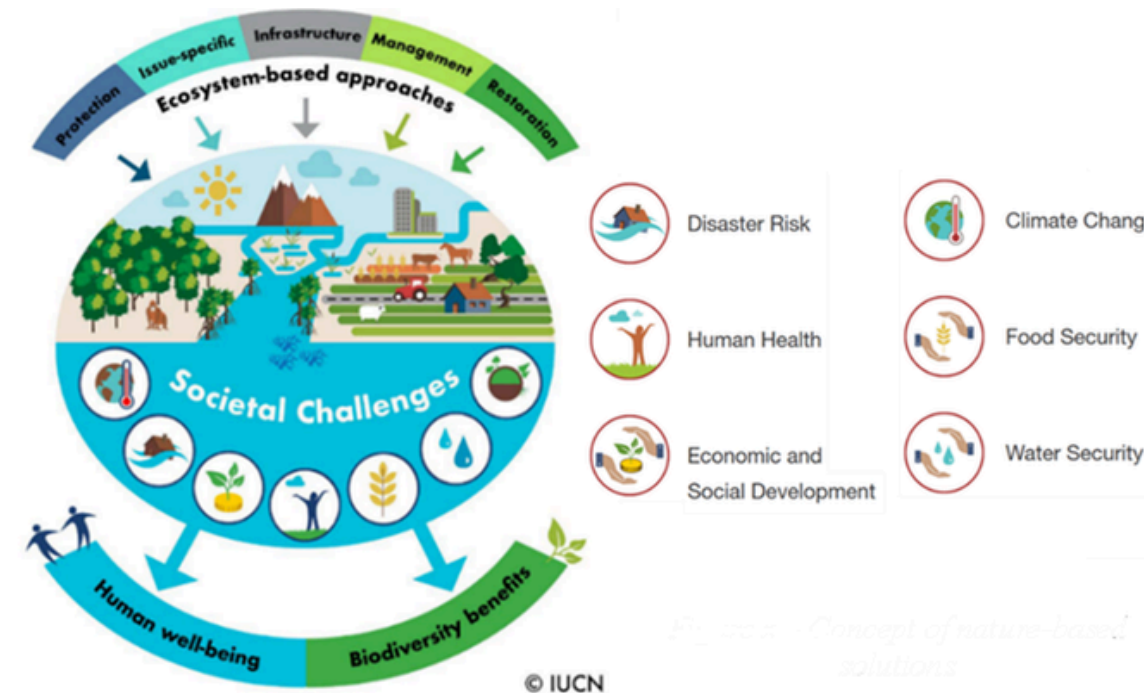 Protection
Issue-specific
Infrastructure
Management
Restoration
Ecosystem-based approaches
Societal Challenges
Human well-being
Biodiversity benefits
© IUCN
Disaster Risk
Climate Chang
Human Health
Food Security
Economic and
Social Development
Water Security
Concept of nature-based
solutions